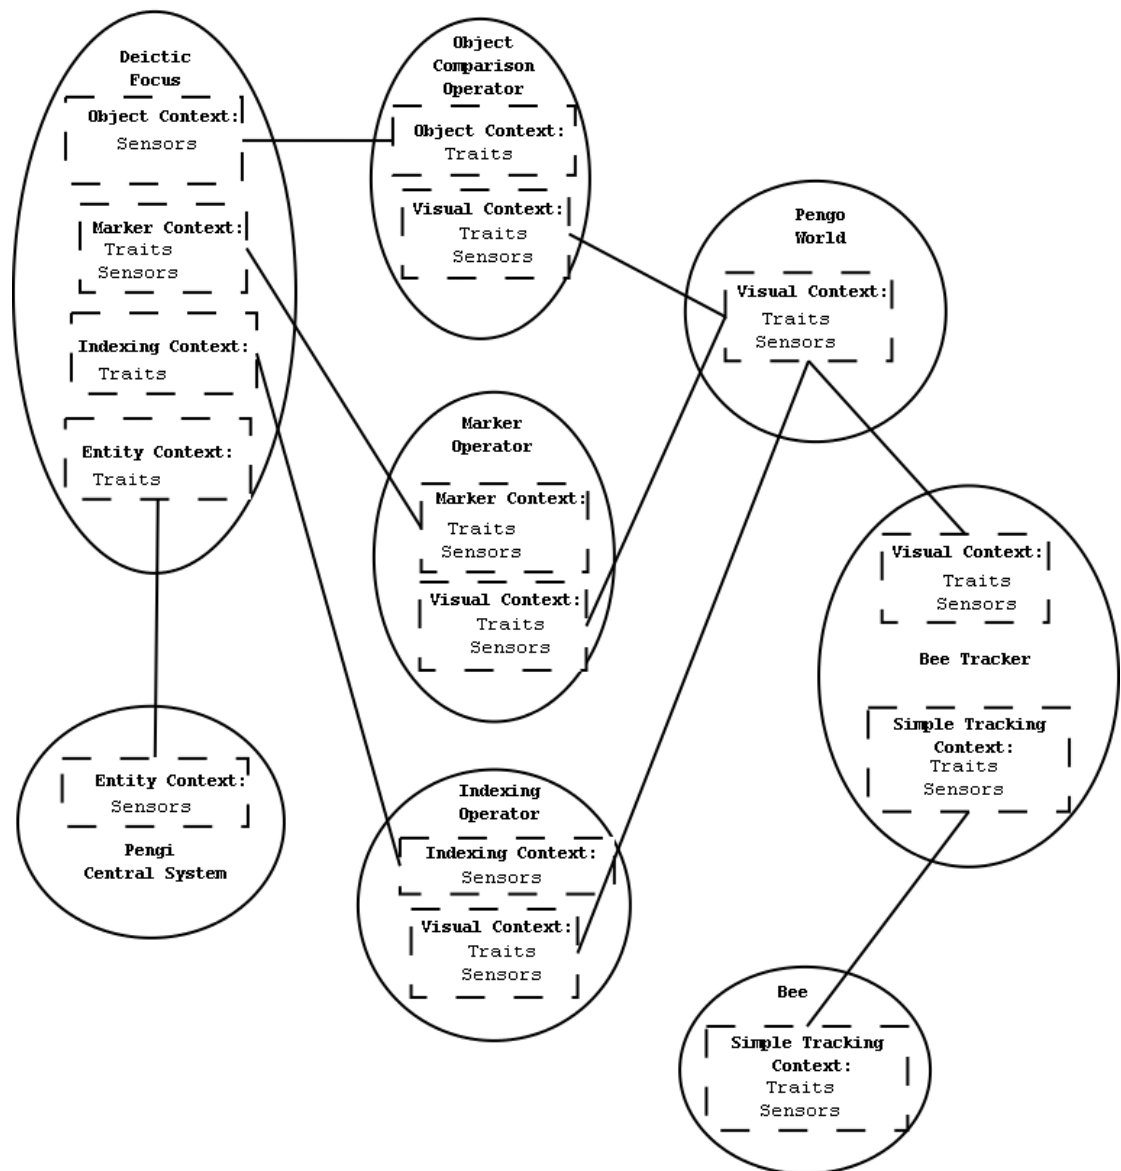 Deictic
Focus
Object Context:
Sensors
Marker Context:
Traits
Sensors
Indexing Context:
Traits
Entity Context:
Traits
Object
Comparison
Operator
Object Context:
Traits
Visual Context:
Traits
Sensors
Pengo
World
Visual Context:
Traits
Sensors
Marker
Operator
Marker Context:
Traits
Sensors
Visual Context:
Traits
Sensors
Visual Context:
Traits
Sensors
Bee Tracker
Simple Tracking
Context:
Traits
Sensors
Entity Context:
Sensors
Pengi
Central System
Indexing
Operator
Indexing Context:
Sensors
Visual Context:
Traits
Sensors
Bee
Simple Tracking
Context:
Traits
Sensors